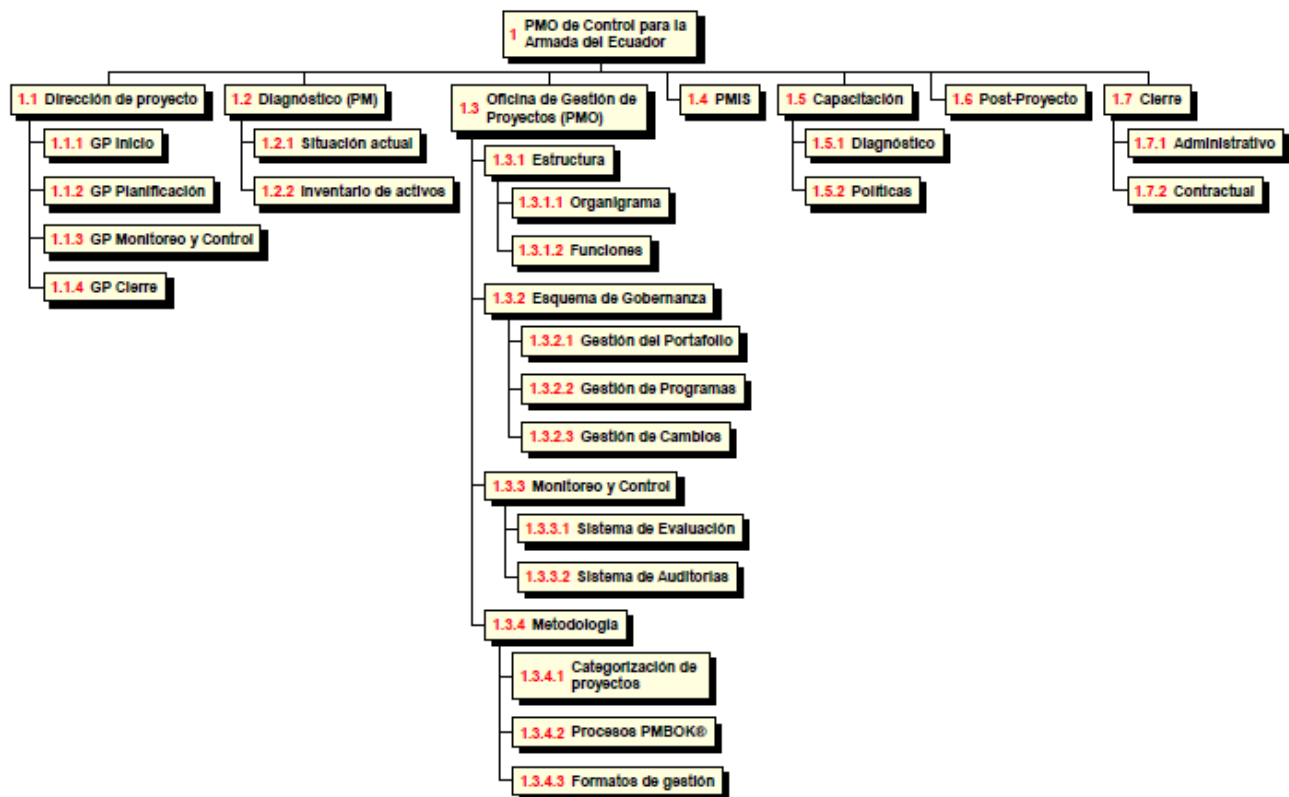 1 PMO de Control para la
Armada del Ecuador
1.1 Dirección de proyecto
1.2 Diagnóstico (PM)
1.3 Oficina de Gestión de
Proyectos (PMO)
1.4 PMIS
1.5 Capacitación
1.6 Post-Proyecto
1.7 Cierre
1.1.1 GP Inicio
1.1.2 GP Planificación
1.1.3 GP Monitoreo y Control
1.1.4 GP Cierre
1.2.1 Situación actual
1.2.2 Inventario de activos
1.3.1 Estructura
1.3.1.1 Organigrama
1.3.1.2 Funciones
1.3.2 Esquema de Gobernanza
1.3.2.1 Gestión del Portafolio
1.3.2.2 Gestión de Programas
1.3.2.3 Gestión de Cambios
1.3.3 Monitoreo y Control
1.3.3.1 Sistema de Evaluación
1.3.3.2 Sistema de Auditorias
1.3.4 Metodología
1.3.4.1 Categorización de
proyectos
1.3.4.2 Procesos PMBOK®
1.3.4.3 Formatos de gestión
1.5.1 Diagnóstico
1.5.2 Políticas
1.7.1 Administrativo
1.7.2 Contractual